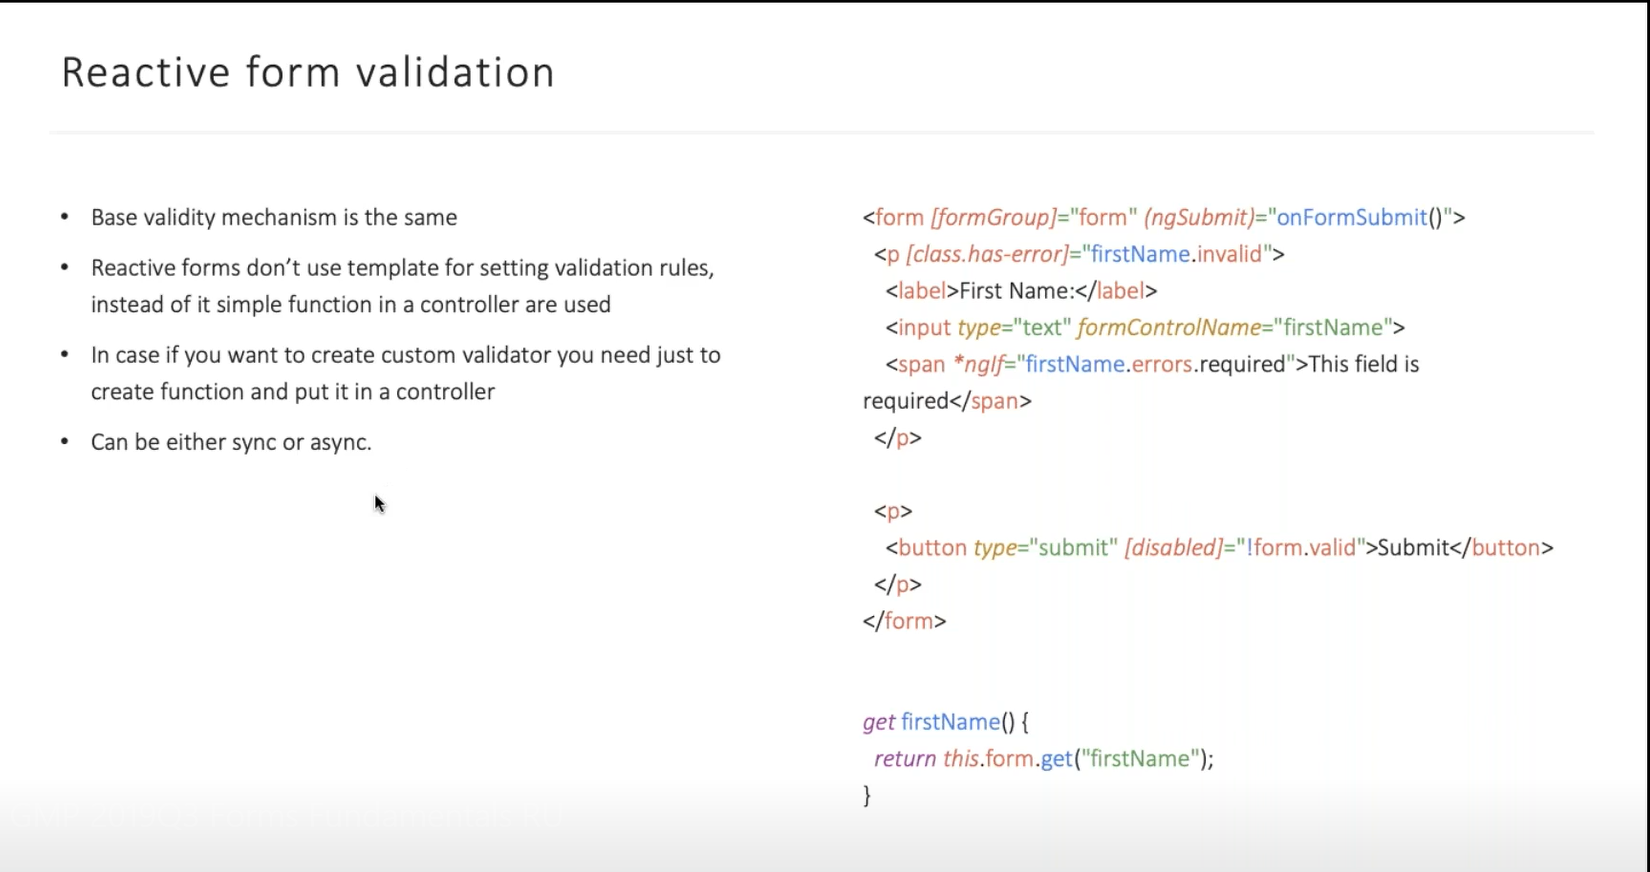 Reactive form validation
• Base validity mechanism is the same
• Reactive forms don’t use template for setting validation rules,
instead of it simple function in a controller are used
• In case if you want to create custom validator you need just to
create function and put it in a controller
• Can be either sync or async.
<form [formGroup]="form" (ngSubmit)="onFormSubmit()">
<p [class.has-error]="firstName.invalid">
<label>First Name:</label>
<input type="text" formControlName="firstName">
<span *ngIf="firstName.errors.required">This field is
required</span>
</p>
<p>
<button type="submit" [disabled]="!form.valid">Submit</button>
</p>
</form>
get firstName() {
return this.form.get("firstName");
}